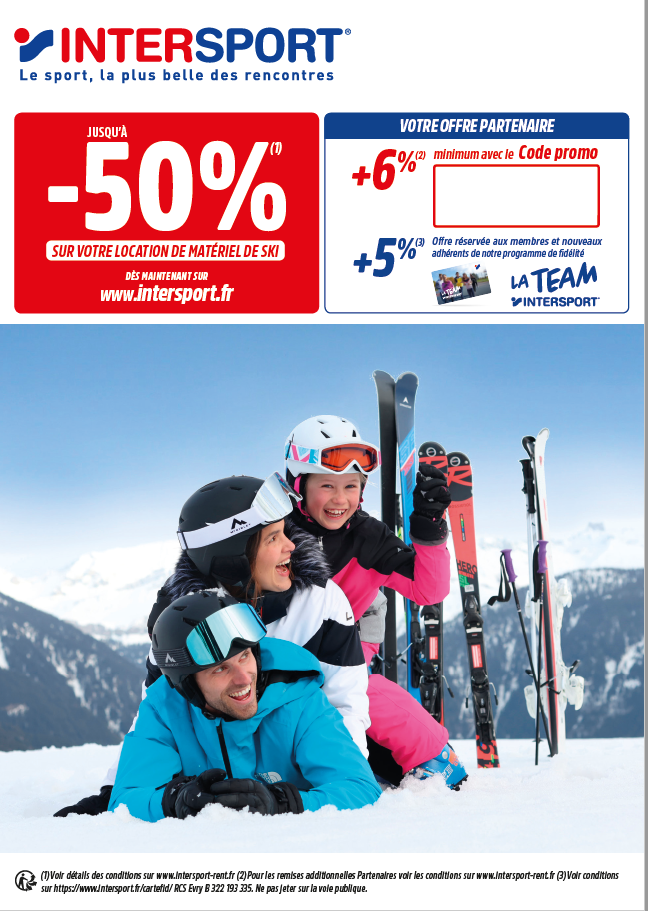 INTERSPORT®
Le sport, la plus belle des rencontres
JUSQU'À
-50%(1)
SUR VOTRE LOCATION DE MATÉRIEL DE SKI
DÈS MAINTENANT SUR
www.intersport.fr
VOTRE OFFRE PARTENAIRE
+6%(2) minimum avec le Code promo
+5%(3)
Offre réservée aux membres et nouveaux
adhérents de notre programme de fidélité
LA TEAM
INTERSPORT
HERO
(1)Voir détails des conditions sur www.intersport-rent.fr (2)Pour les remises additionnelles Partenaires voir les conditions sur www.intersport-rent.fr (3)Voir conditions
sur https://www.intersport.fr/cartefid/ RCS Evry B 322 193 335. Ne pas jeter sur la voie publique.